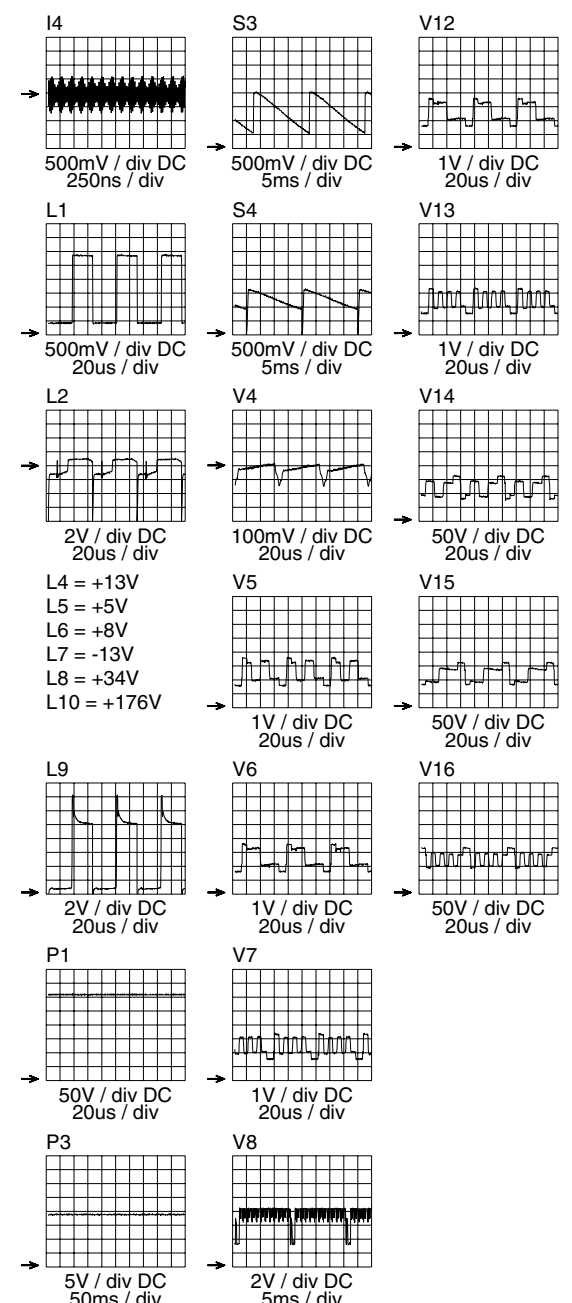 I4
500mV / div DC
250ns / div
L1
500mV / div DC
20us / div
L2
2V / div DC
20us / div
L4 = +13V
L5 = +5V
L6 = +8V
L7 = -13V
L8 = +34V
L10 = +176V
L9
2V / div DC
20us / div
P1
50V / div DC
20us / div
P3
5V / div DC
50ms / div
S3
500mV / div DC
5ms / div
S4
500mV / div DC
5ms / div
V4
100mV / div DC
20us / div
V5
1V / div DC
20us / div
V6
1V / div DC
20us / div
V7
1V / div DC
20us / div
V8
2V / div DC
5ms / div
V12
1V / div DC
20us / div
V13
1V / div DC
20us / div
V14
50V / div DC
20us / div
V15
50V / div DC
20us / div
V16
50V / div DC
20us / div